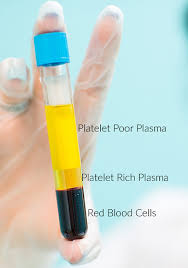 Platelet Poor Plasma
Platelet Rich Plasma
Red Blood Cells